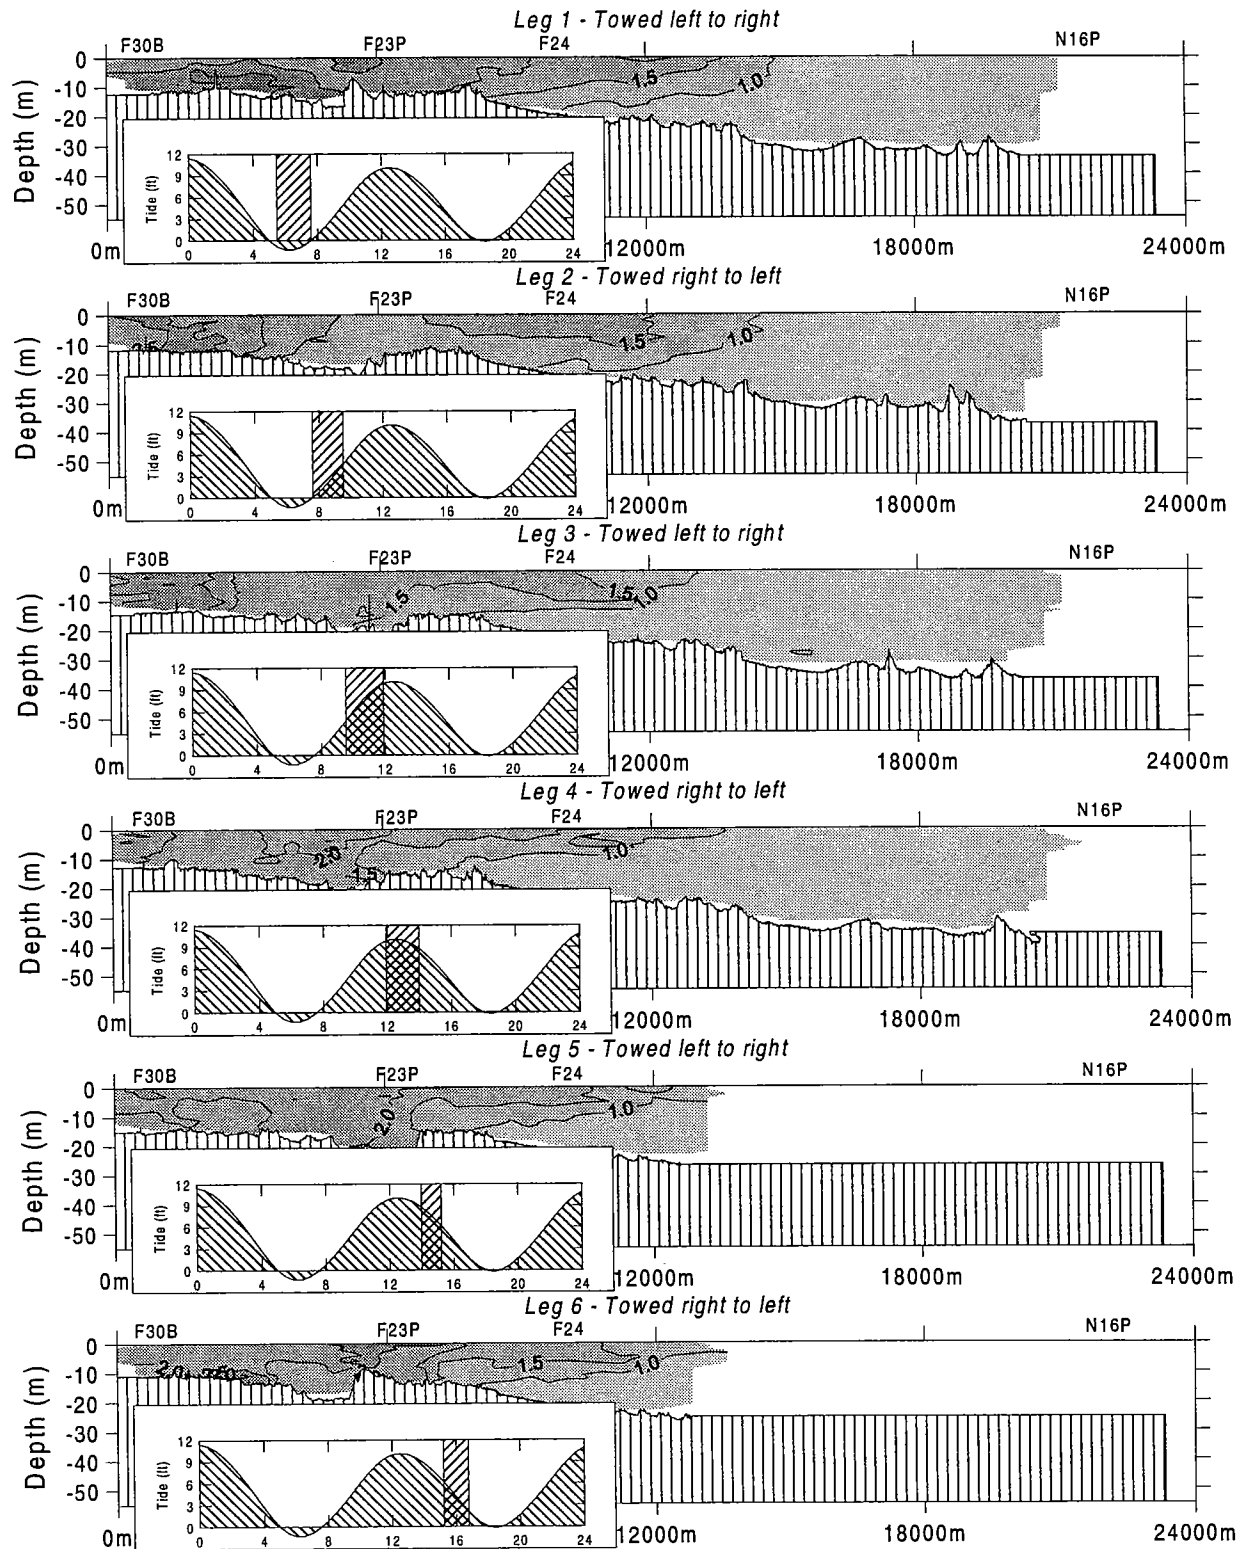 Leg 1 - Towed left to right
F30B F23P F24 N16P
0
-10
-20
-30
-40
-50
Depth (m)
1.5 1.0
12
9
6
3
0
Tide (ft)
0 4 8 12 16 20 24
0m 12000m 18000m 24000m
Leg 2 - Towed right to left
F30B F23P F24 N16P
0
-10
-20
-30
-40
-50
Depth (m)
1.5 1.0
12
9
6
3
0
Tide (ft)
0 4 8 12 16 20 24
0m 12000m 18000m 24000m
Leg 3 - Towed left to right
F30B F23P F24 N16P
0
-10
-20
-30
-40
-50
Depth (m)
1.5 1.5 1.0
12
9
6
3
0
Tide (ft)
0 4 8 12 16 20 24
0m 12000m 18000m 24000m
Leg 4 - Towed right to left
F30B F23P F24 N16P
0
-10
-20
-30
-40
-50
Depth (m)
2.0 1.5 1.0
12
9
6
3
0
Tide (ft)
0 4 8 12 16 20 24
0m 12000m 18000m 24000m
Leg 5 - Towed left to right
F30B F23P F24 N16P
0
-10
-20
-30
-40
-50
Depth (m)
2.0 1.0
12
9
6
3
0
Tide (ft)
0 4 8 12 16 20 24
0m 12000m 18000m 24000m
Leg 6 - Towed right to left
F30B F23P F24 N16P
0
-10
-20
-30
-40
-50
Depth (m)
2.0 1.5 1.0
12
9
6
3
0
Tide (ft)
0 4 8 12 16 20 24
0m 12000m 18000m 24000m